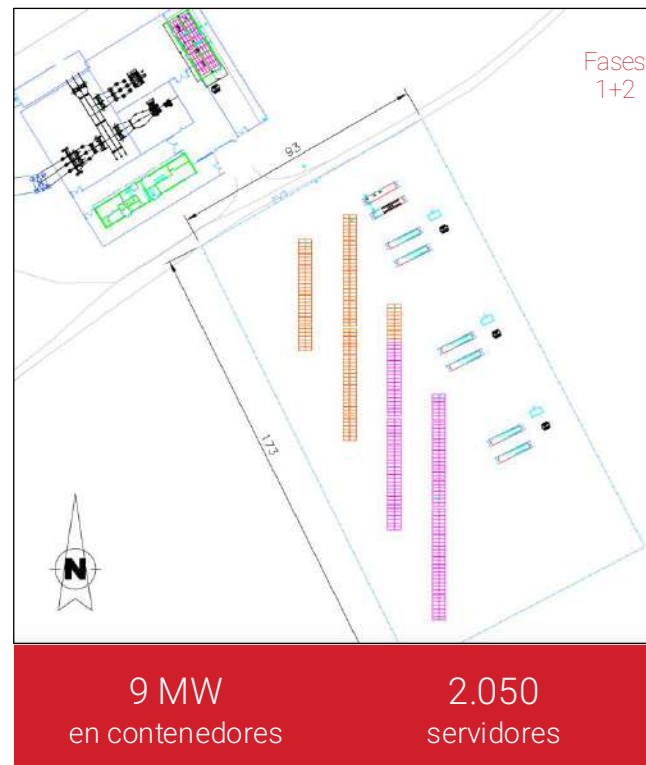 Fases
1+2
93
173
N
9 MW
en contenedores
2.050
servidores